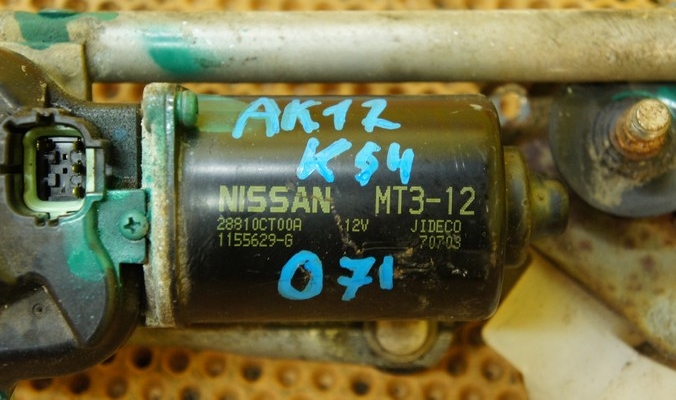 AK12
K54
NISSAN MT3-12
28810CT00A 12V JIDECO
1155629-G 70703
071